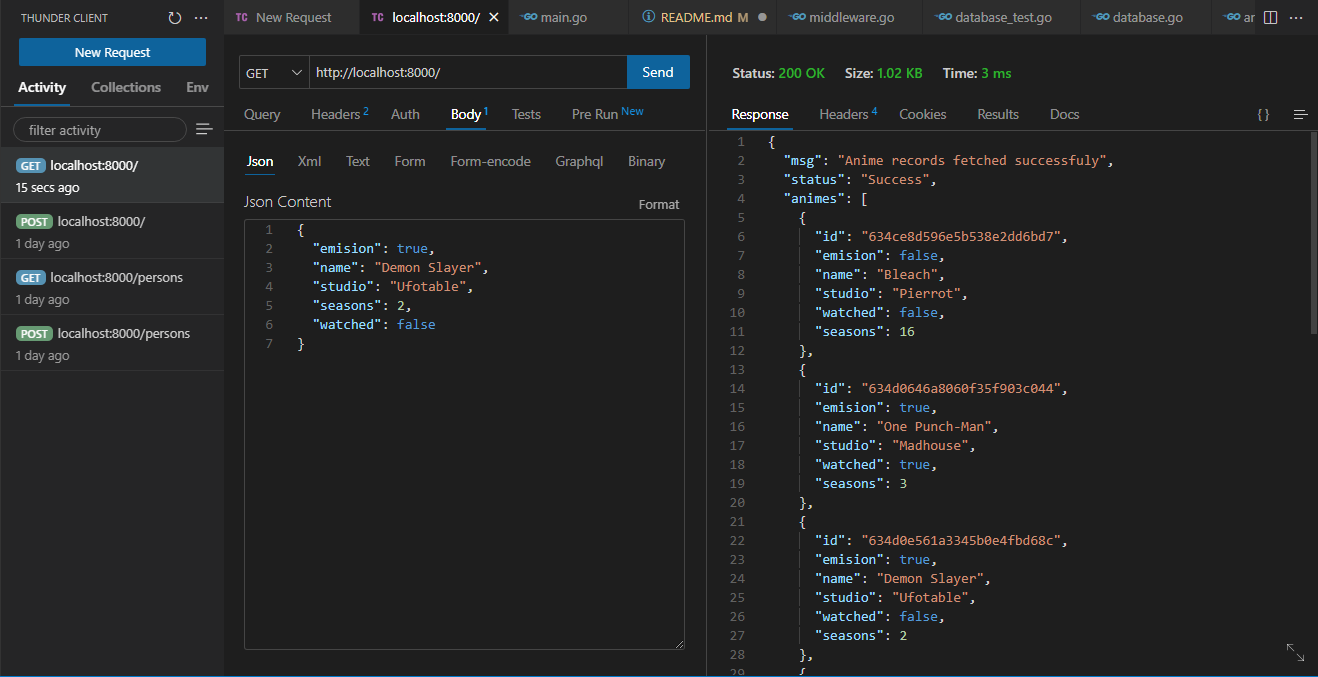 THUNDER CLIENT
New Request
Activity Collections Env
filter activity
GET localhost:8000/
15 secs ago
POST localhost:8000/
1 day ago
GET localhost:8000/persons
1 day ago
POST localhost:8000/persons
1 day ago
TC New Request TC localhost:8000/ GO main.go README.md M GO middleware.go GO database_test.go GO database.go GO ar
GET http://localhost:8000/ Send
Query Headers 2 Auth Body 1 Tests Pre Run New
Json Xml Text Form Form-encode Graphql Binary
Json Content Format
1 {
2 "emision": true,
3 "name": "Demon Slayer",
4 "studio": "Ufotable",
5 "seasons": 2,
6 "watched": false
7 }
Status: 200 OK Size: 1.02 KB Time: 3 ms
Response Headers 4 Cookies Results Docs {}
1 {
2 "msg": "Anime records fetched successfuly",
3 "status": "Success",
4 "animes": [
5 {
6 "id": "634ce8d596e5b538e2dd6bd7",
7 "emision": false,
8 "name": "Bleach",
9 "studio": "Pierrot",
10 "watched": false,
11 "seasons": 16
12 },
13 {
14 "id": "634d0646a8060f35f903c044",
15 "emision": true,
16 "name": "One Punch-Man",
17 "studio": "Madhouse",
18 "watched": true,
19 "seasons": 3
20 },
21 {
22 "id": "634d0e561a3345b0e4fbd68c",
23 "emision": true,
24 "name": "Demon Slayer",
25 "studio": "Ufotable",
26 "watched": false,
27 "seasons": 2
28 },
29 {